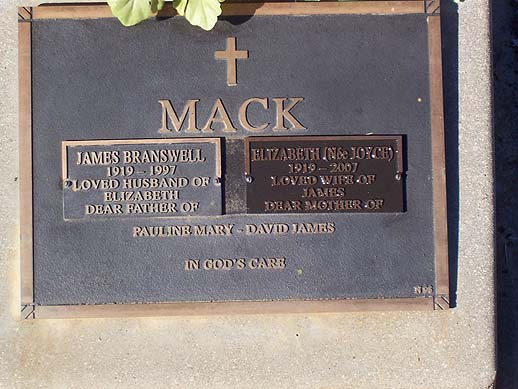 MACK
JAMES BRANSWELL
1919 – 1997
LOVED HUSBAND OF
ELIZABETH
DEAR FATHER OF
ELIZABETH (Née JOYCE)
1919 – 2007
LOVED WIFE OF
JAMES
DEAR MOTHER OF
PAULINE MARY – DAVID JAMES
IN GOD'S CARE